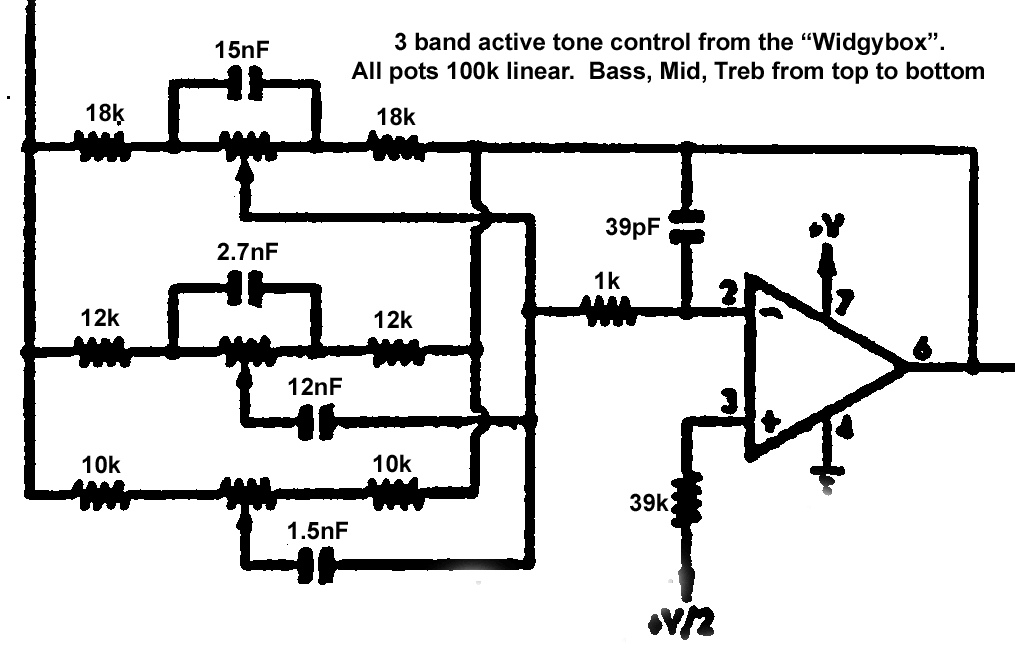 3 band active tone control from the “Widgybox”.
All pots 100k linear. Bass, Mid, Treb from top to bottom
15nF
18k
18k
39pF
+V
2.7nF
1k
2
-
7
12k
12k
6
12nF
3
+
4
10k
10k
39k
1.5nF
+V/2